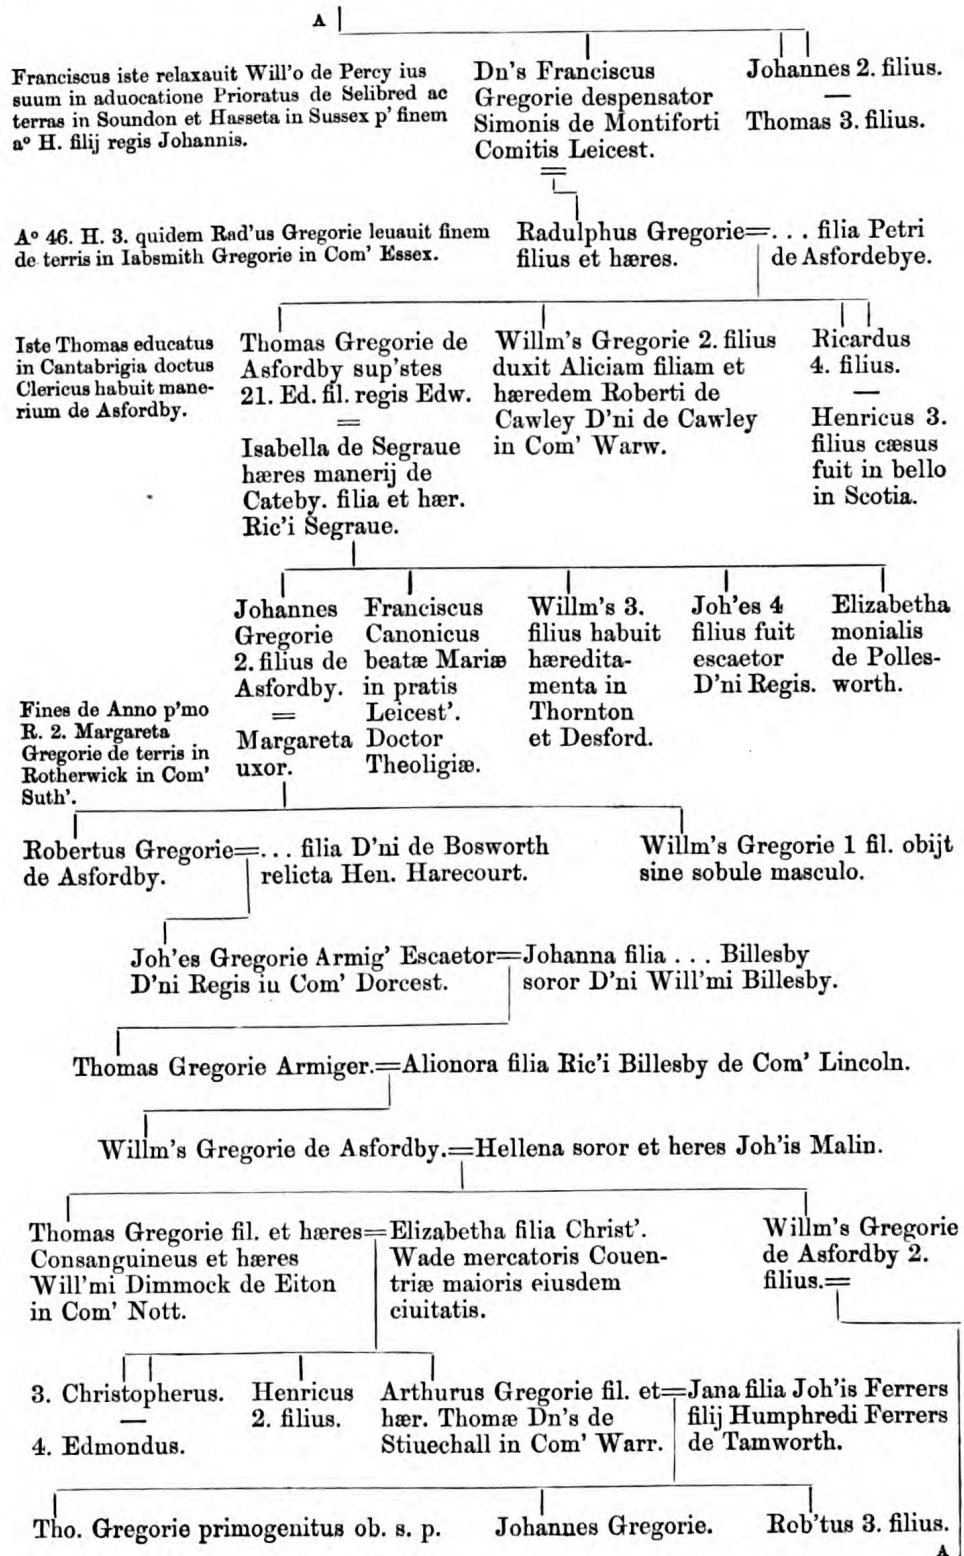 A
Franciscus iste relaxauit Will'o de Percy ius
suum in aduocatione Prioratus de Selibred ac
terras in Soundon et Hasseta in Sussex p' finem
aº H. filij regis Johannis.
Dn's Franciscus
Gregorie despensator
Simonis de Montiforti
Comitis Leicest.
Johannes 2. filius.
—
Thomas 3. filius.
=
Aº 46. H. 3. quidem Rad'us Gregorie leuauit finem
de terris in Iabsmith Gregorie in Com' Essex.
Radulphus Gregorie=. . . filia Petri
filius et hæres.
de Asfordebye.
Iste Thomas educatus
in Cantabrigia doctus
Clericus habuit mane-
rium de Asfordby.
Thomas Gregorie de
Asfordby sup'stes
21. Ed. fil. regis Edw.
=
Isabella de Segraue
hæres manerij de
Cateby. filia et hær.
Ric'i Segraue.
Willm's Gregorie 2. filius
duxit Aliciam filiam et
hæredem Roberti de
Cawley D'ni de Cawley
in Com' Warw.
Ricardus
4. filius.
—
Henricus 3.
filius cæsus
fuit in bello
in Scotia.
Johannes
Gregorie
2. filius de
Asfordby.
=
Margareta
uxor.
Franciscus
Canonicus
beatæ Mariæ
in pratis
Leicest'.
Doctor
Theoligiæ.
Willm's 3.
filius habuit
hæredita-
menta in
Thornton
et Desford.
Joh'es 4
filius fuit
escaetor
D'ni Regis.
Elizabetha
monialis
de Polles-
worth.
Fines de Anno p'mo
R. 2. Margareta
Gregorie de terris in
Rotherwick in Com'
Suth'.
Robertus Gregorie=. . . filia D'ni de Bosworth
de Asfordby.
relicta Hen. Harecourt.
Willm's Gregorie 1 fil. obijt
sine sobule masculo.
Joh'es Gregorie Armig' Escaetor=Johanna filia . . . Billesby
D'ni Regis in Com' Dorcest.
soror D'ni Will'mi Billesby.
Thomas Gregorie Armiger.=Alionora filia Ric'i Billesby de Com' Lincoln.
Willm's Gregorie de Asfordby.=Hellena soror et heres Joh'is Malin.
Thomas Gregorie fil. et hæres=
Consanguineus et hæres
Will'mi Dimmock de Eiton
in Com' Nott.
Elizabetha filia Christ'.
Wade mercatoris Couen-
triæ maioris eiusdem
ciuitatis.
Willm's Gregorie
de Asfordby 2.
filius.=
3. Christopherus.
—
4. Edmondus.
Henricus
2. filius.
Arthurus Gregorie fil. et=
hær. Thomæ Dn's de
Stiuechall in Com' Warr.
Jana filia Joh'is Ferrers
filij Humphredi Ferrers
de Tamworth.
Tho. Gregorie primogenitus ob. s. p.
Johannes Gregorie.
Rob'tus 3. filius.
A